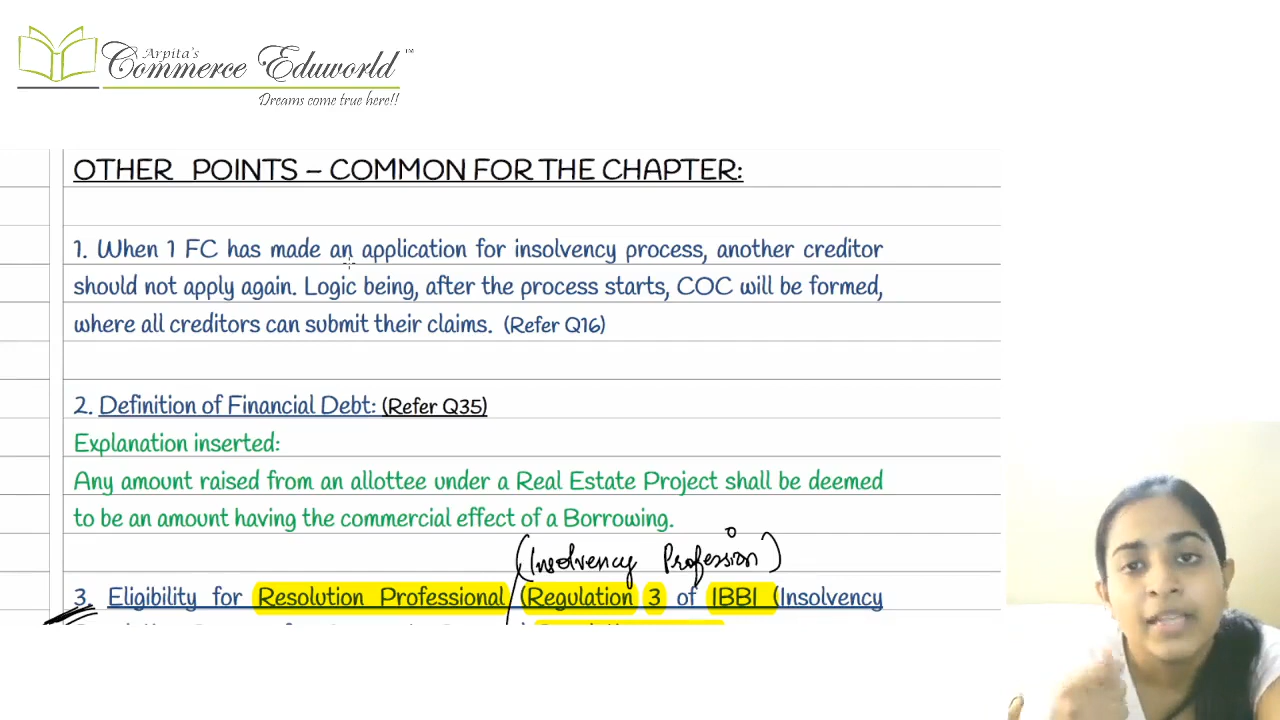 Arpita's
Commerce Eduworld™
Dreams come true here!!
OTHER POINTS – COMMON FOR THE CHAPTER:
1. When 1 FC has made an application for insolvency process, another creditor
should not apply again. Logic being, after the process starts, COC will be formed,
where all creditors can submit their claims. (Refer Q16)
2. Definition of Financial Debt: (Refer Q35)
Explanation inserted:
Any amount raised from an allottee under a Real Estate Project shall be deemed
to be an amount having the commercial effect of a Borrowing.
(Insolvency Profession)
3. Eligibility for Resolution Professional (Regulation 3 of IBBI (Insolvency